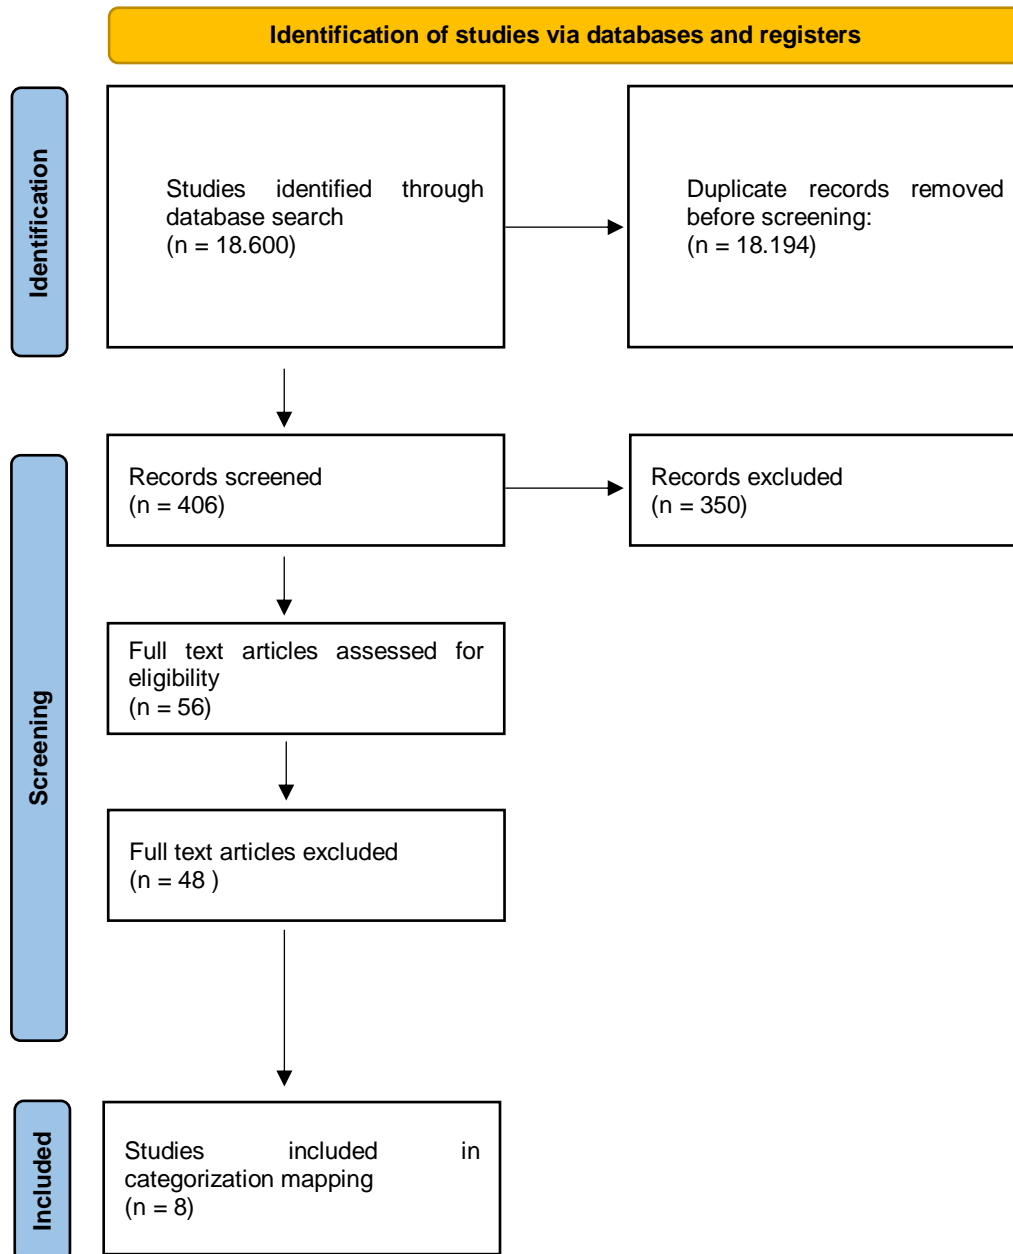 Identification of studies via databases and registers
Identification
Studies identified through
database search
(n = 18.600)
Duplicate records removed
before screening:
(n = 18.194)
Screening
Records screened
(n = 406)
Records excluded
(n = 350)
Full text articles assessed for
eligibility
(n = 56)
Full text articles excluded
(n = 48 )
Included
Studies included in
categorization mapping
(n = 8)